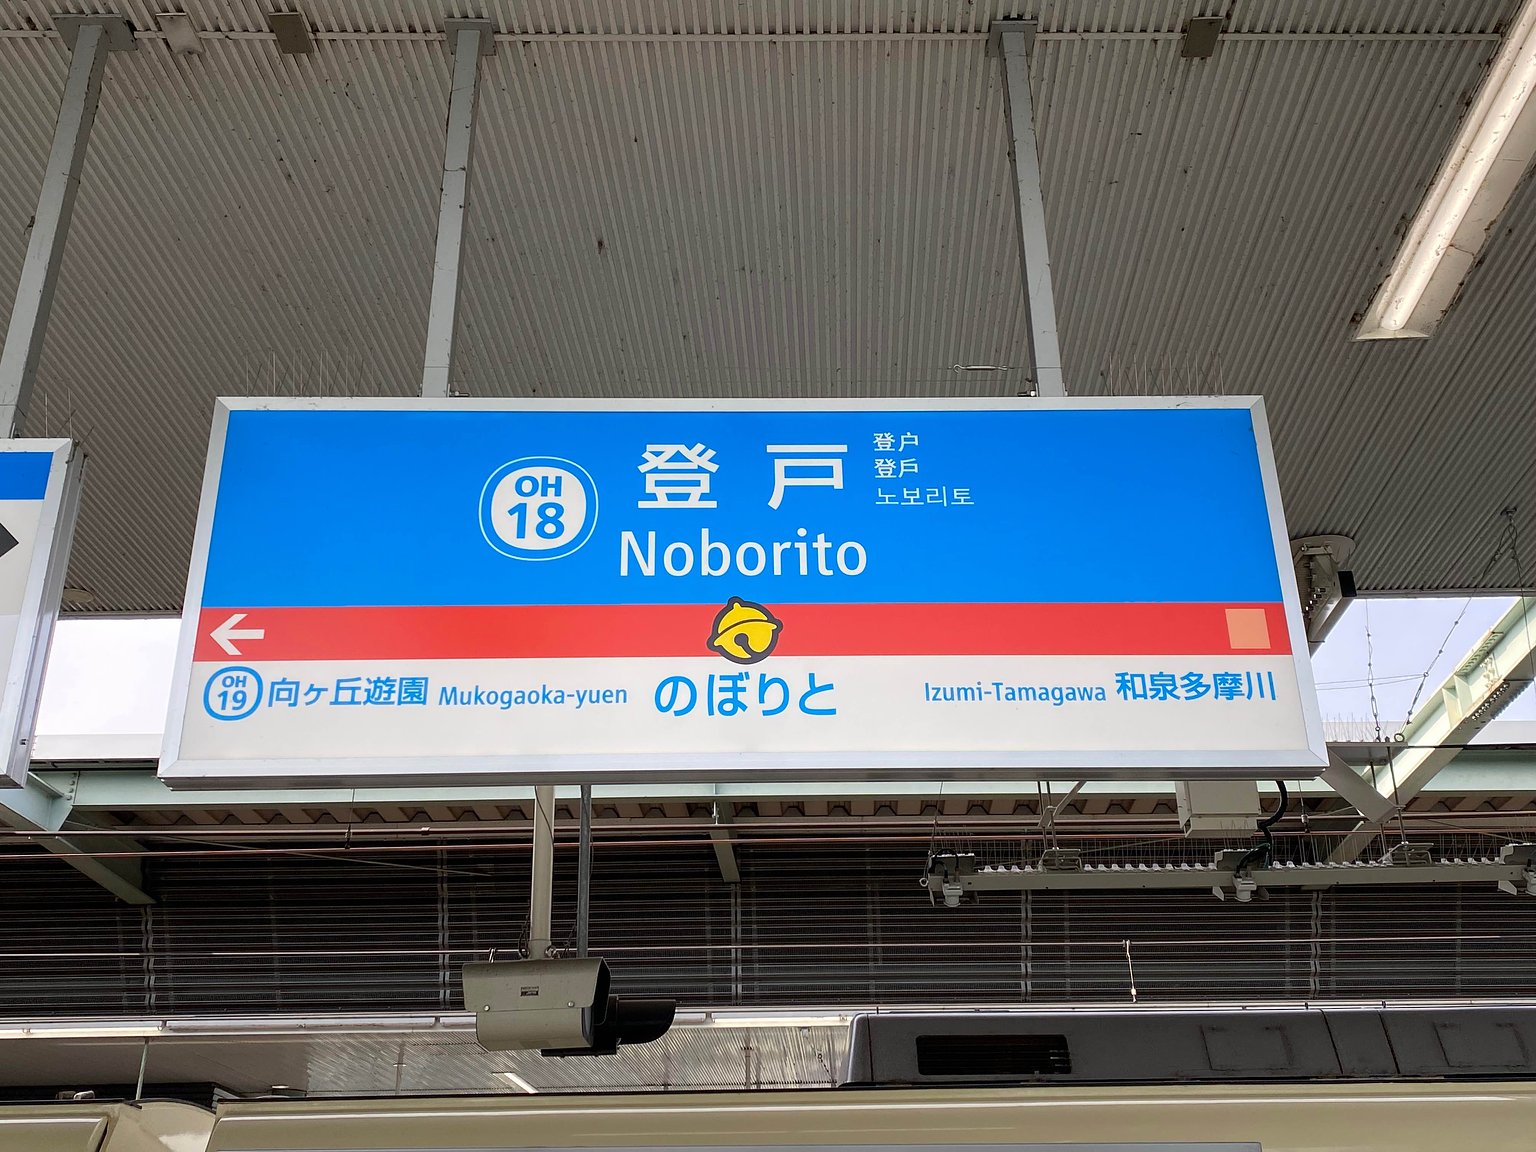 OH
18
登戸
登户
登戶
노보리토
Noborito
OH
19
向ヶ丘遊園 Mukogaoka-yuen
のぼりと
Izumi-Tamagawa 和泉多摩川